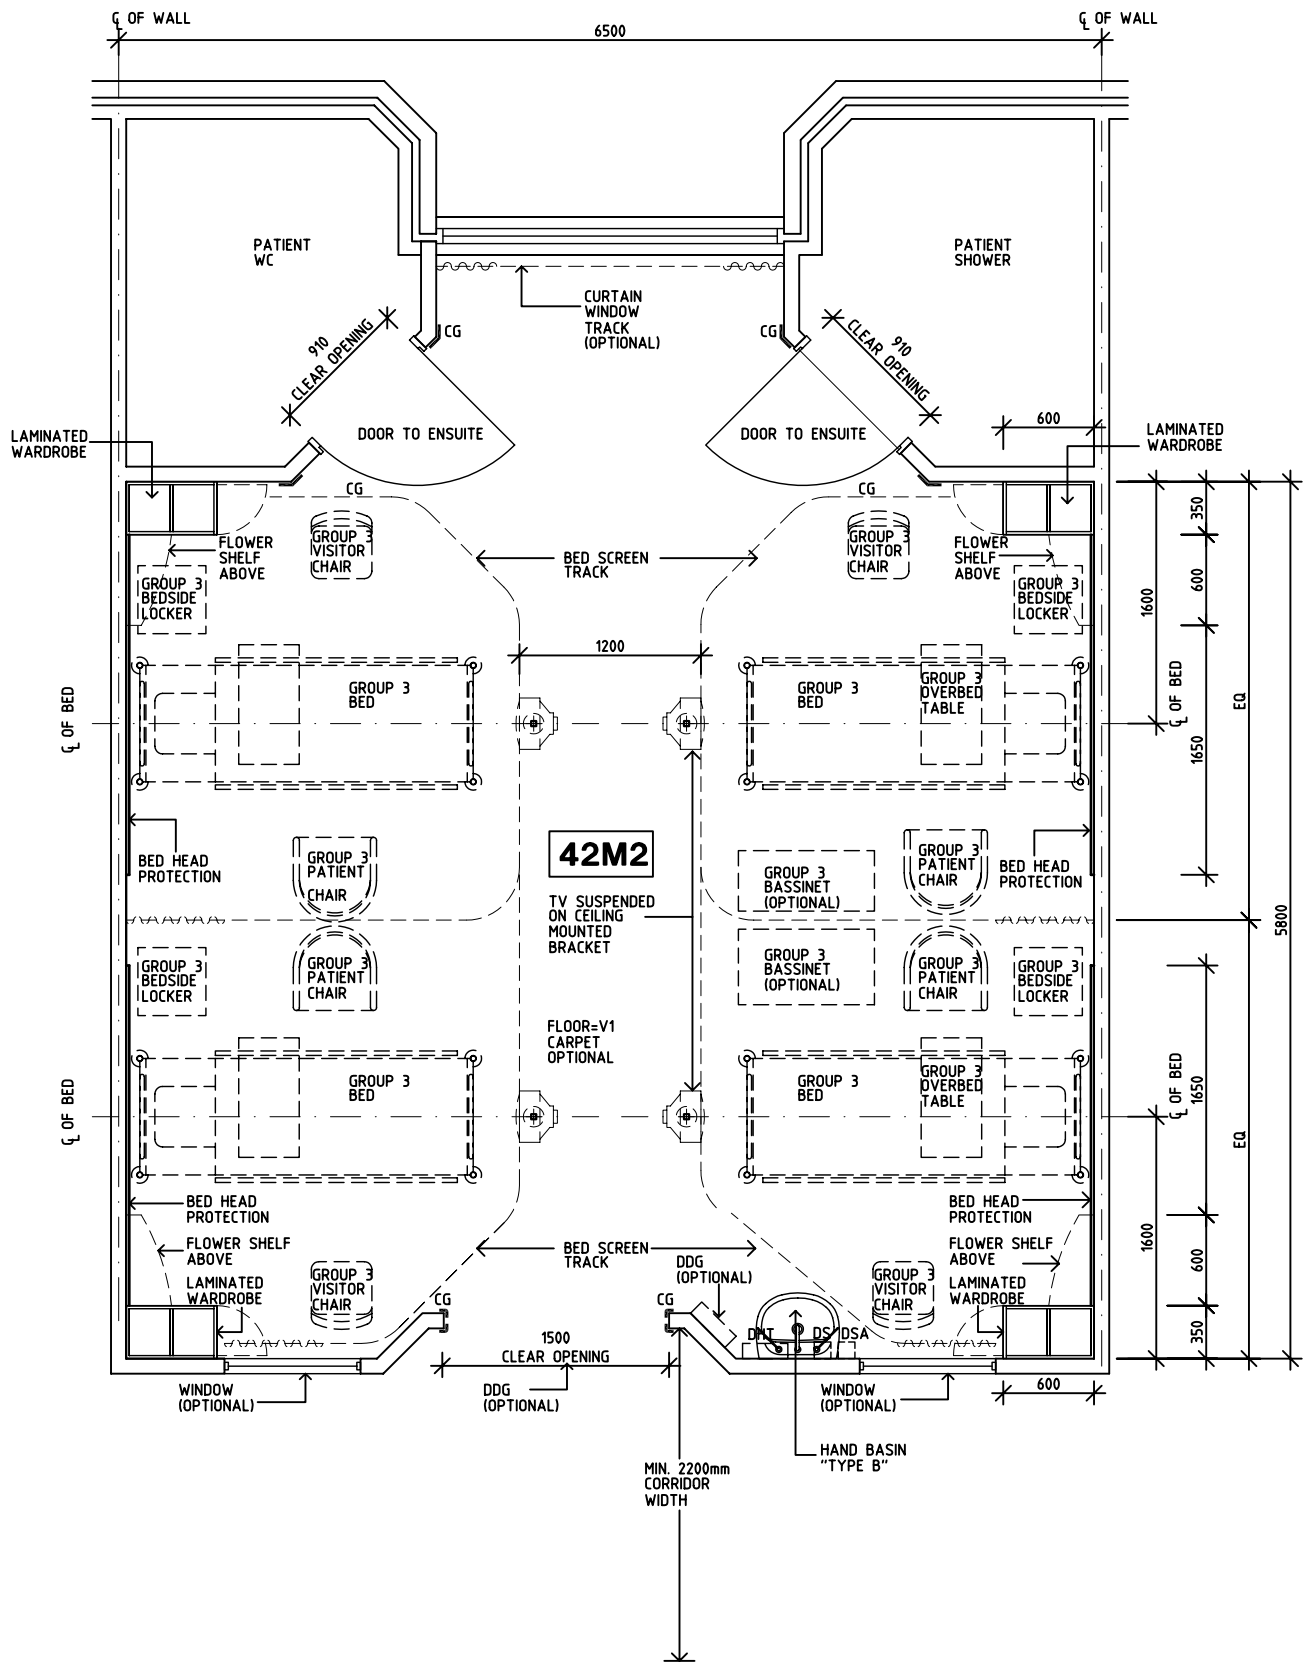 ℄ OF WALL
℄ OF WALL
6500
PATIENT
WC
PATIENT
SHOWER
CURTAIN
WINDOW
TRACK
(OPTIONAL)
CG
CG
910
CLEAR OPENING
910
CLEAR OPENING
DOOR TO ENSUITE
DOOR TO ENSUITE
600
LAMINATED
WARDROBE
LAMINATED
WARDROBE
CG
CG
FLOWER
SHELF
ABOVE
GROUP 3
VISITOR
CHAIR
BED SCREEN
TRACK
GROUP 3
VISITOR
CHAIR
FLOWER
SHELF
ABOVE
350
GROUP 3
BEDSIDE
LOCKER
GROUP 3
BEDSIDE
LOCKER
600
1600
1200
℄ OF BED
GROUP 3
BED
GROUP 3
BED
GROUP 3
OVERBED
TABLE
℄ OF BED
EQ
1650
BED HEAD
PROTECTION
GROUP 3
PATIENT
CHAIR
42M2
GROUP 3
BASSINET
(OPTIONAL)
GROUP 3
PATIENT
CHAIR
BED HEAD
PROTECTION
TV SUSPENDED
ON CEILING
MOUNTED
BRACKET
5800
GROUP 3
BEDSIDE
LOCKER
GROUP 3
PATIENT
CHAIR
GROUP 3
BASSINET
(OPTIONAL)
GROUP 3
PATIENT
CHAIR
GROUP 3
BEDSIDE
LOCKER
FLOOR=V1
CARPET
OPTIONAL
℄ OF BED
GROUP 3
BED
GROUP 3
BED
GROUP 3
OVERBED
TABLE
℄ OF BED
1650
EQ
BED HEAD
PROTECTION
BED HEAD
PROTECTION
FLOWER SHELF
ABOVE
BED SCREEN
TRACK
FLOWER SHELF
ABOVE
1600
600
LAMINATED
WARDROBE
GROUP 3
VISITOR
CHAIR
DDG
(OPTIONAL)
GROUP 3
VISITOR
CHAIR
LAMINATED
WARDROBE
CG
CG
350
DHT
DS
DSA
1500
CLEAR OPENING
WINDOW
(OPTIONAL)
DDG
(OPTIONAL)
WINDOW
(OPTIONAL)
600
HAND BASIN
"TYPE B"
MIN. 2200mm
CORRIDOR
WIDTH